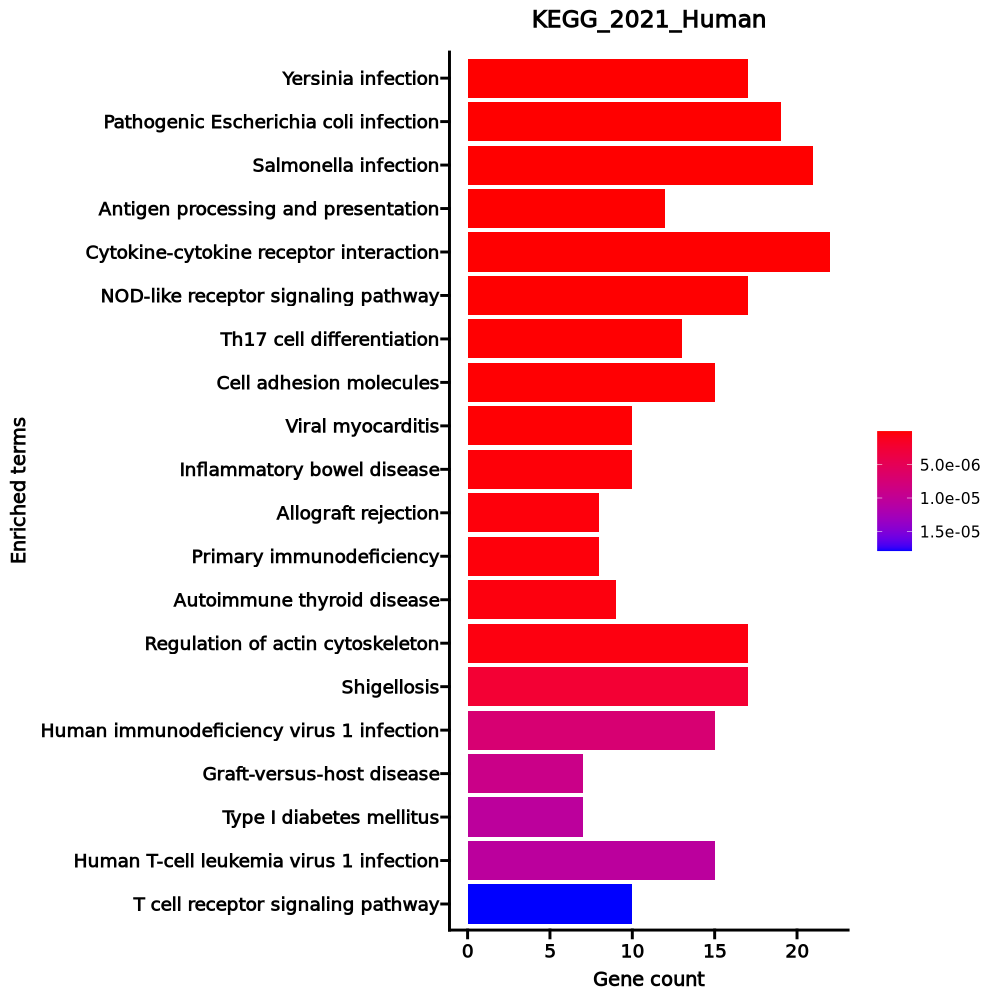 KEGG_2021_Human
Yersinia infection
Pathogenic Escherichia coli infection
Salmonella infection
Antigen processing and presentation
Cytokine-cytokine receptor interaction
NOD-like receptor signaling pathway
Th17 cell differentiation
Cell adhesion molecules
Viral myocarditis
Inflammatory bowel disease
Allograft rejection
Primary immunodeficiency
Autoimmune thyroid disease
Regulation of actin cytoskeleton
Shigellosis
Human immunodeficiency virus 1 infection
Graft-versus-host disease
Type I diabetes mellitus
Human T-cell leukemia virus 1 infection
T cell receptor signaling pathway
Enriched terms
0 5 10 15 20
Gene count
5.0e-06
1.0e-05
1.5e-05